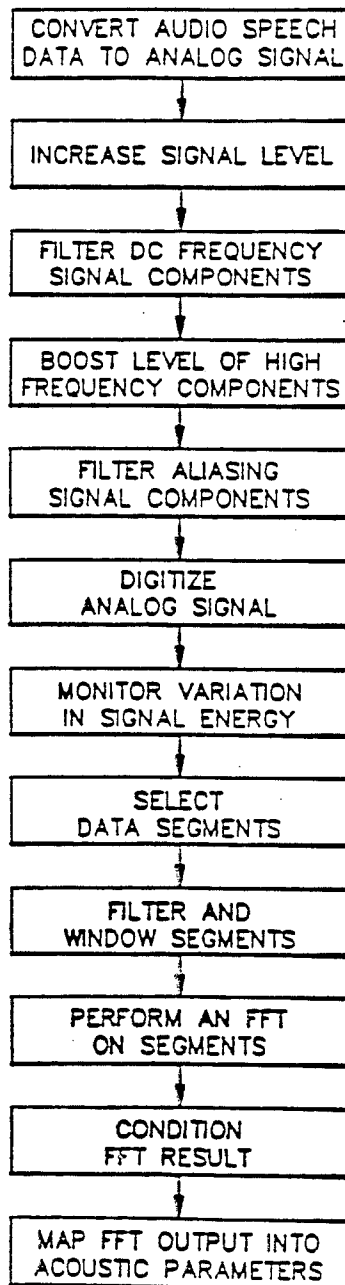 CONVERT AUDIO SPEECH
DATA TO ANALOG SIGNAL
INCREASE SIGNAL LEVEL
FILTER DC FREQUENCY
SIGNAL COMPONENTS
BOOST LEVEL OF HIGH
FREQUENCY COMPONENTS
FILTER ALIASING
SIGNAL COMPONENTS
DIGITIZE
ANALOG SIGNAL
MONITOR VARIATION
IN SIGNAL ENERGY
SELECT
DATA SEGMENTS
FILTER AND
WINDOW SEGMENTS
PERFORM AN FFT
ON SEGMENTS
CONDITION
FFT RESULT
MAP FFT OUTPUT INTO
ACOUSTIC PARAMETERS